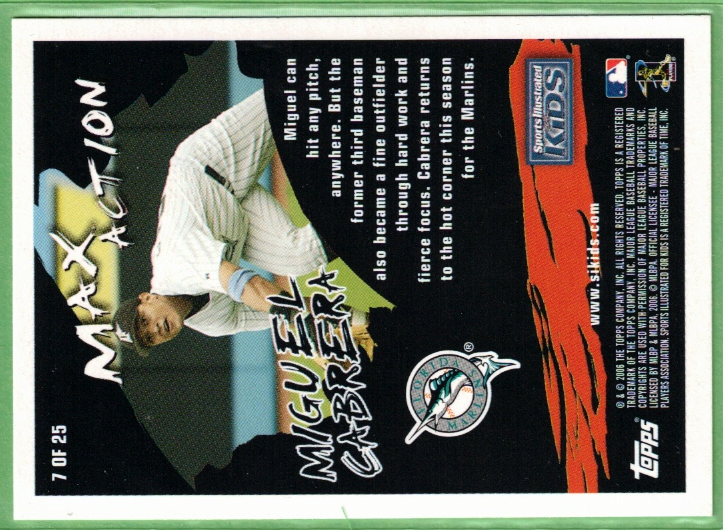 7 OF 25
MAX
ACTION
MIGUEL
CABRERA
Miguel can
hit any pitch,
anywhere. But the
former third baseman
also became a fine outfielder
through hard work and
fierce focus. Cabrera returns
to the hot corner this season
for the Marlins.
FLORIDA
MARLINS
®
Sports Illustrated
KIDS
www.sikids.com
topps
® & © 2006 THE TOPPS COMPANY, INC. ALL RIGHTS RESERVED. TOPPS IS A REGISTERED
TRADEMARK OF THE TOPPS COMPANY, INC. MAJOR LEAGUE BASEBALL TRADEMARKS AND
COPYRIGHTS ARE USED WITH PERMISSION OF MAJOR LEAGUE BASEBALL PROPERTIES, INC.
LICENSED BY MLBP & MLBPA, 2006. © MLBPA. OFFICIAL LICENSEE - MAJOR LEAGUE BASEBALL
PLAYERS ASSOCIATION. SPORTS ILLUSTRATED FOR KIDS IS A REGISTERED TRADEMARK OF TIME, INC.